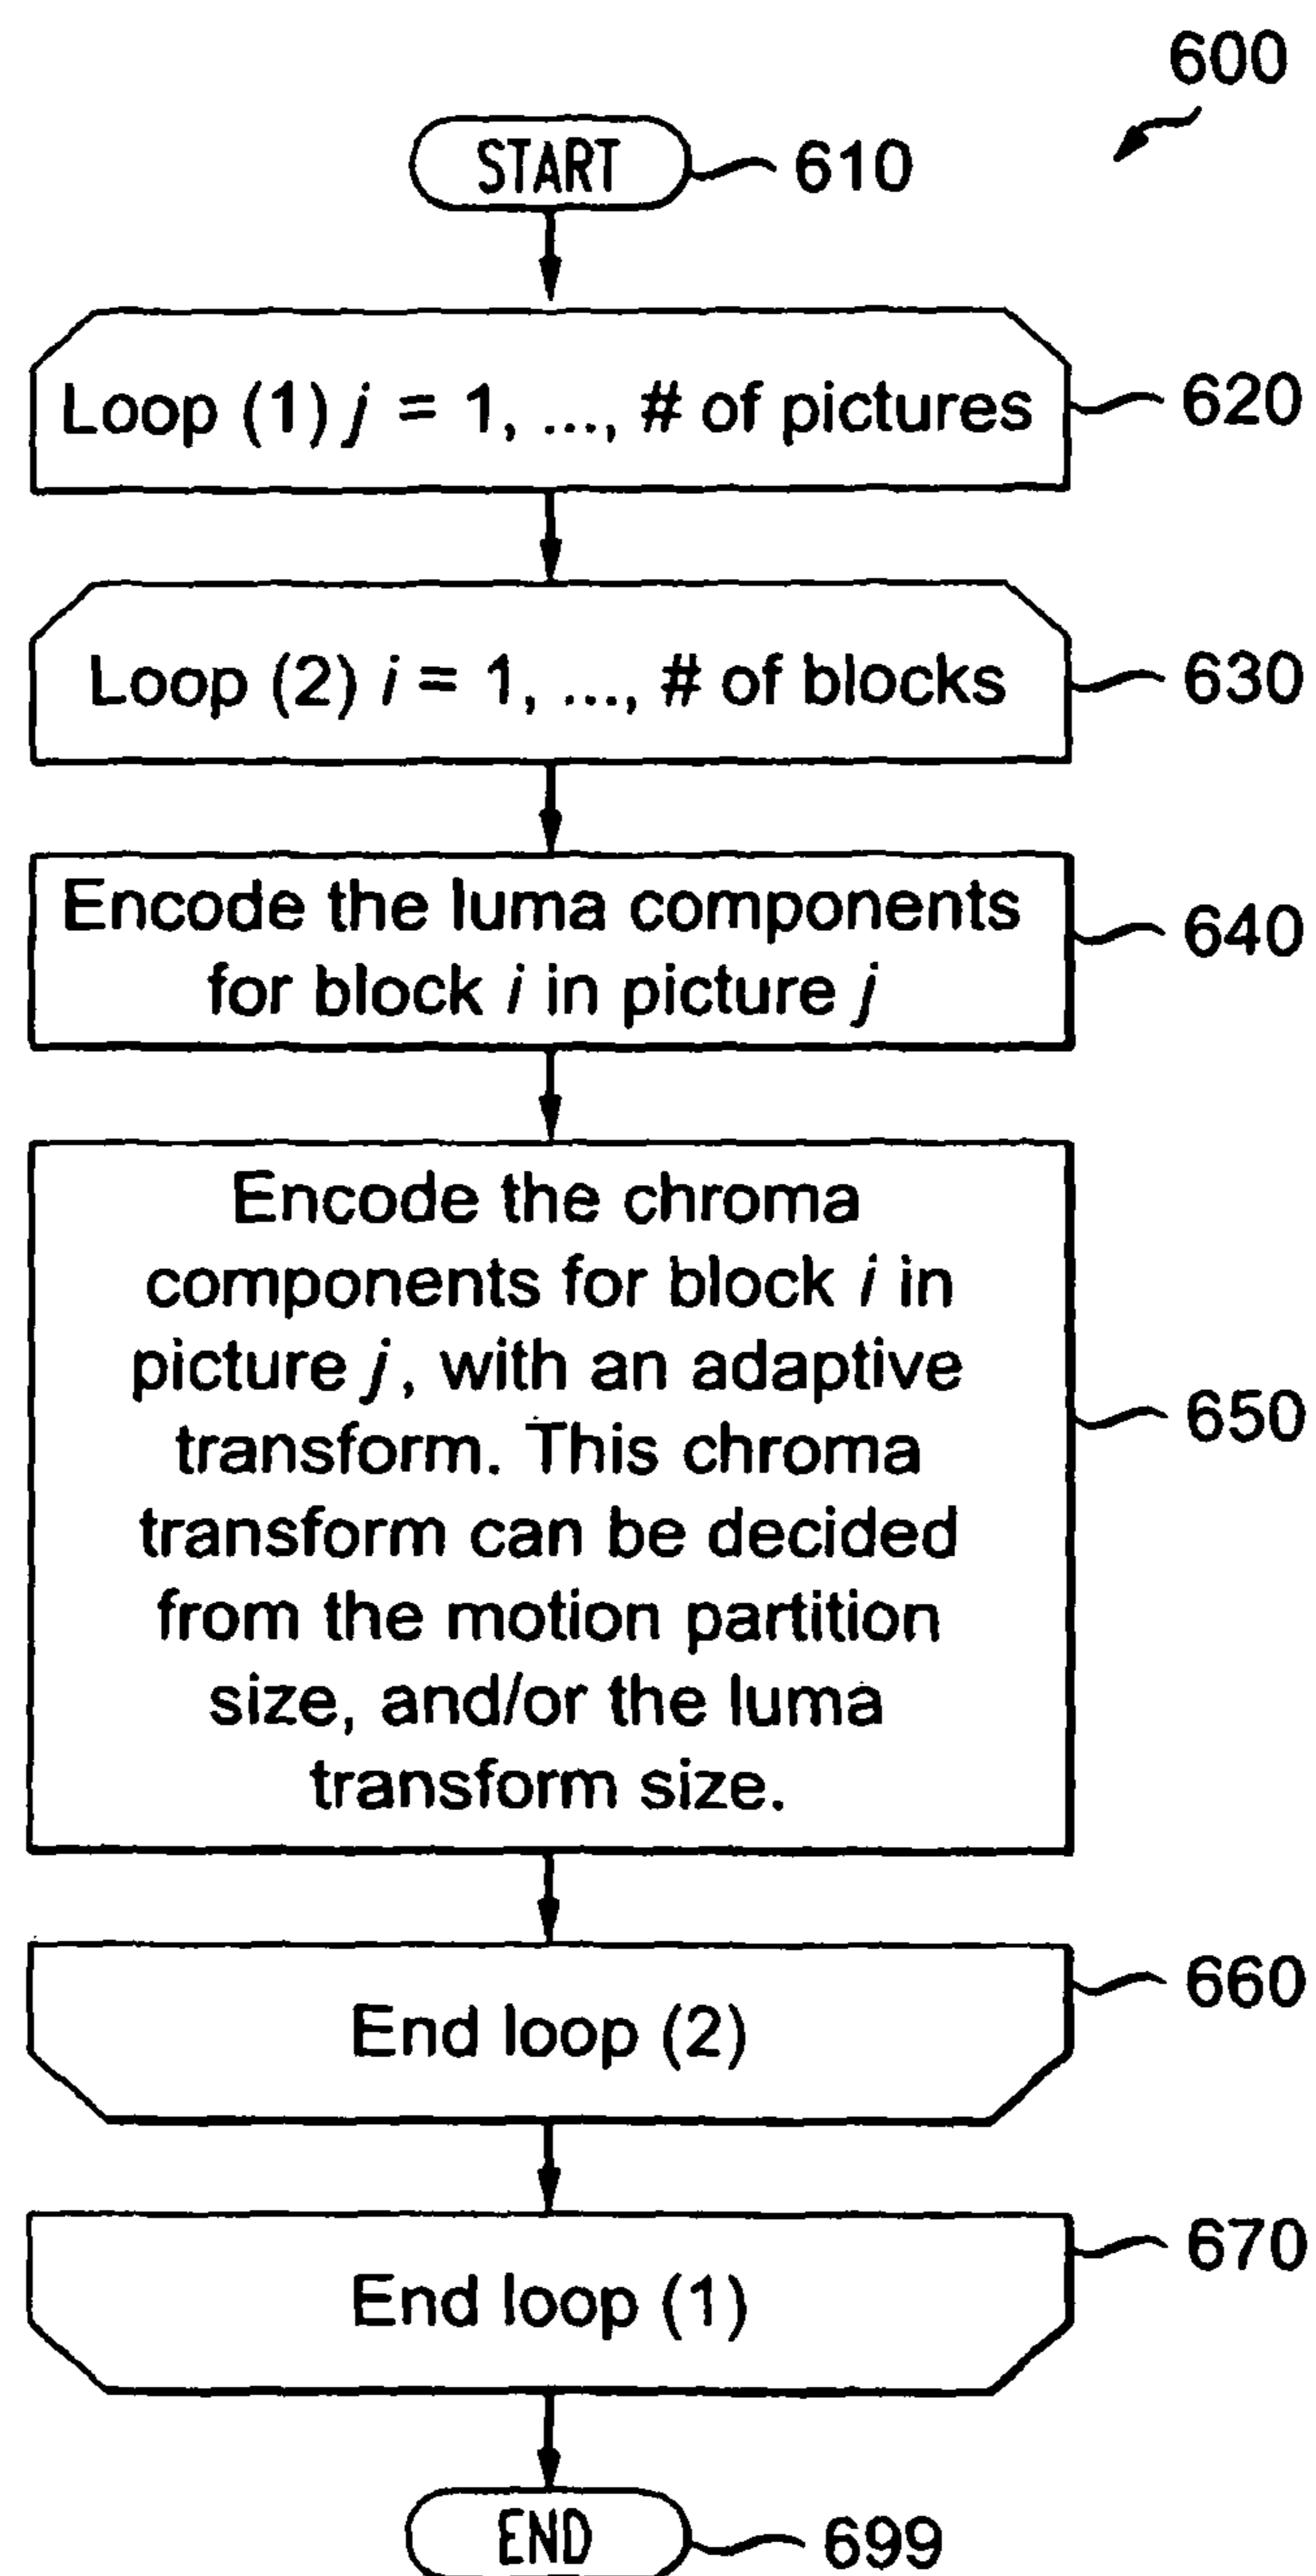 600
START
610
Loop (1) j = 1, ..., # of pictures
620
Loop (2) i = 1, ..., # of blocks
630
Encode the luma components
for block i in picture j
640
Encode the chroma
components for block i in
picture j, with an adaptive
transform. This chroma
transform can be decided
from the motion partition
size, and/or the luma
transform size.
650
End loop (2)
660
End loop (1)
670
END
699